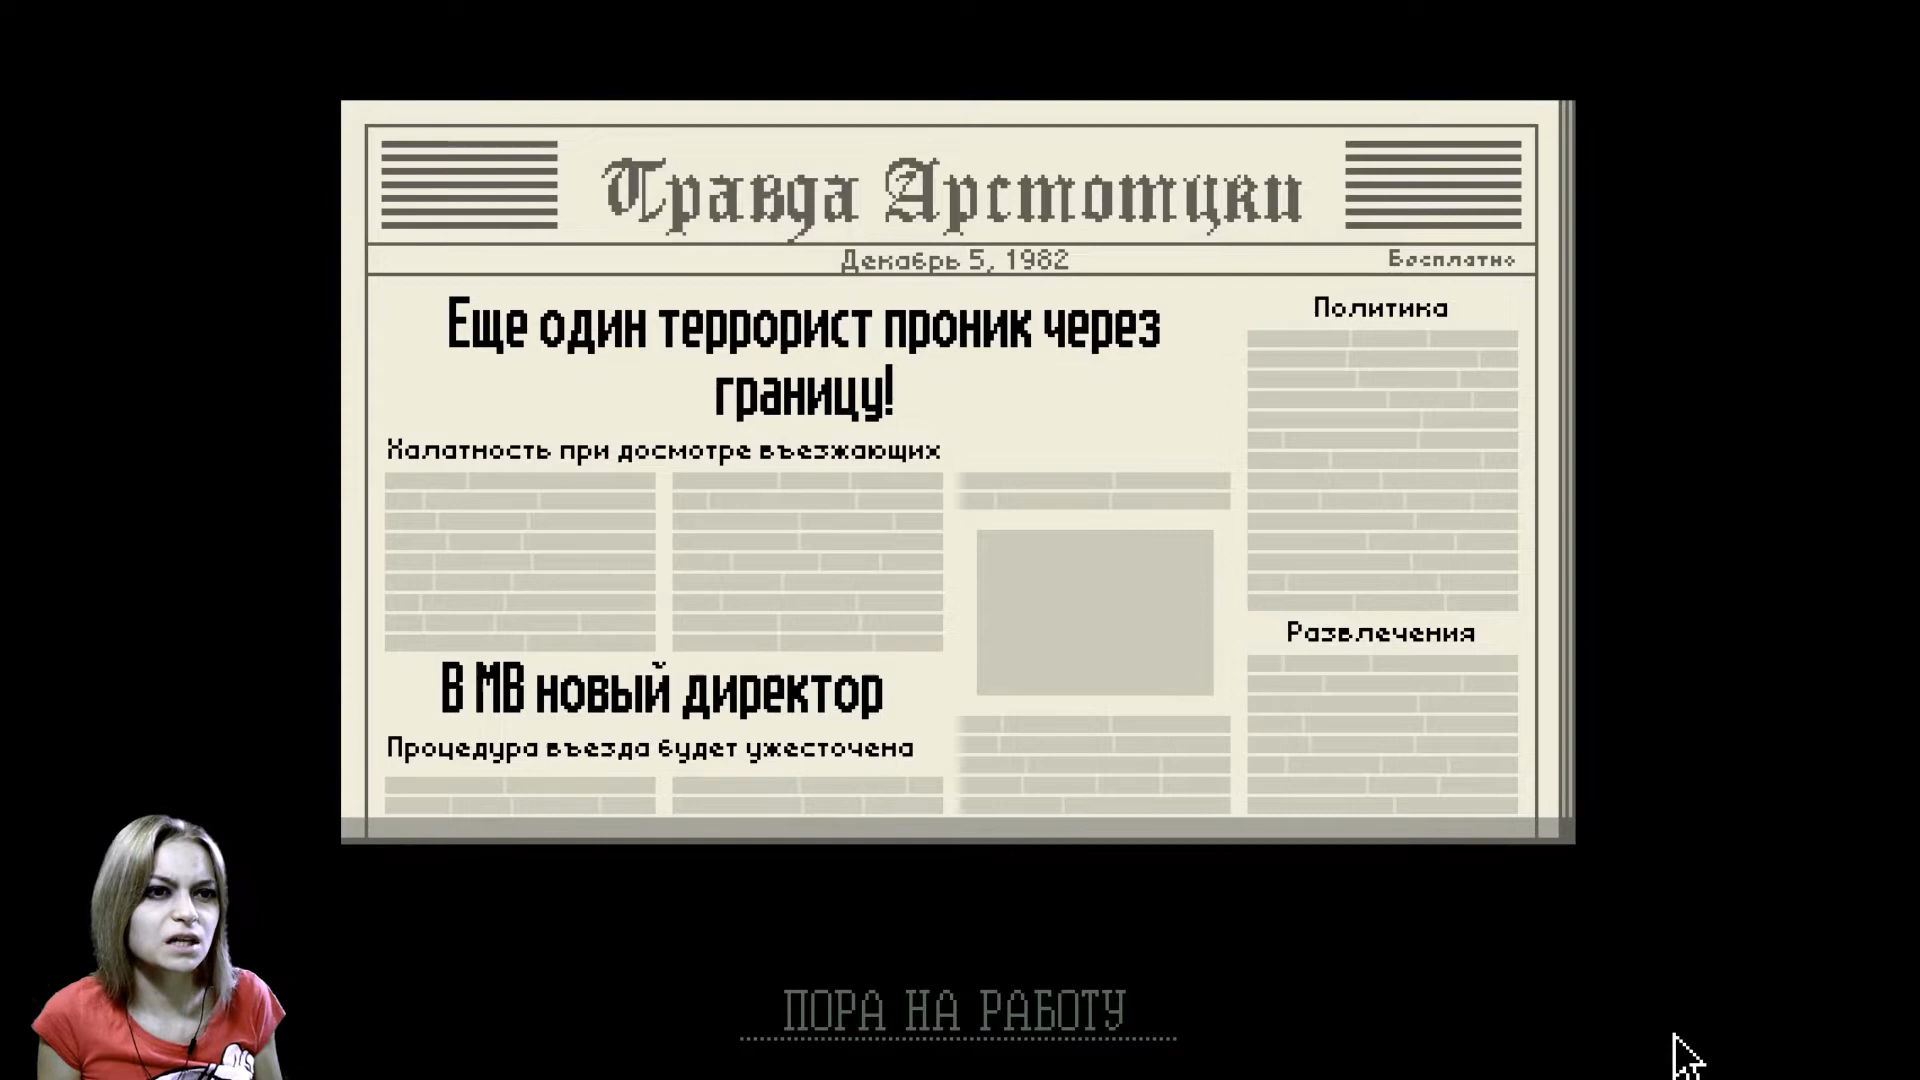 Правда Арстотцки
Декабрь 5, 1982
Бесплатно
Еще один террорист проник через
границу!
Халатность при досмотре въезжающих
В МВ новый директор
Процедура въезда будет ужесточена
Политика
Развлечения
ПОРА НА РАБОТУ